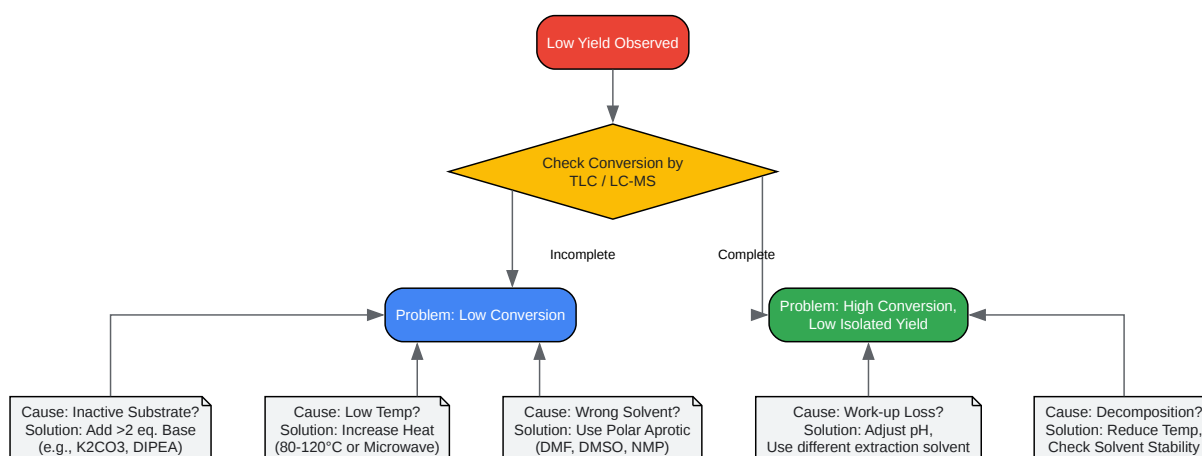 Low Yield Observed
Check Conversion by
TLC / LC-MS
Incomplete
Complete
Problem: Low Conversion
Problem: High Conversion,
Low Isolated Yield
Cause: Inactive Substrate?
Solution: Add >2 eq. Base
(e.g., K2CO3, DIPEA)
Cause: Low Temp?
Solution: Increase Heat
(80-120°C or Microwave)
Cause: Wrong Solvent?
Solution: Use Polar Aprotic
(DMF, DMSO, NMP)
Cause: Work-up Loss?
Solution: Adjust pH,
Use different extraction solvent
Cause: Decomposition?
Solution: Reduce Temp,
Check Solvent Stability